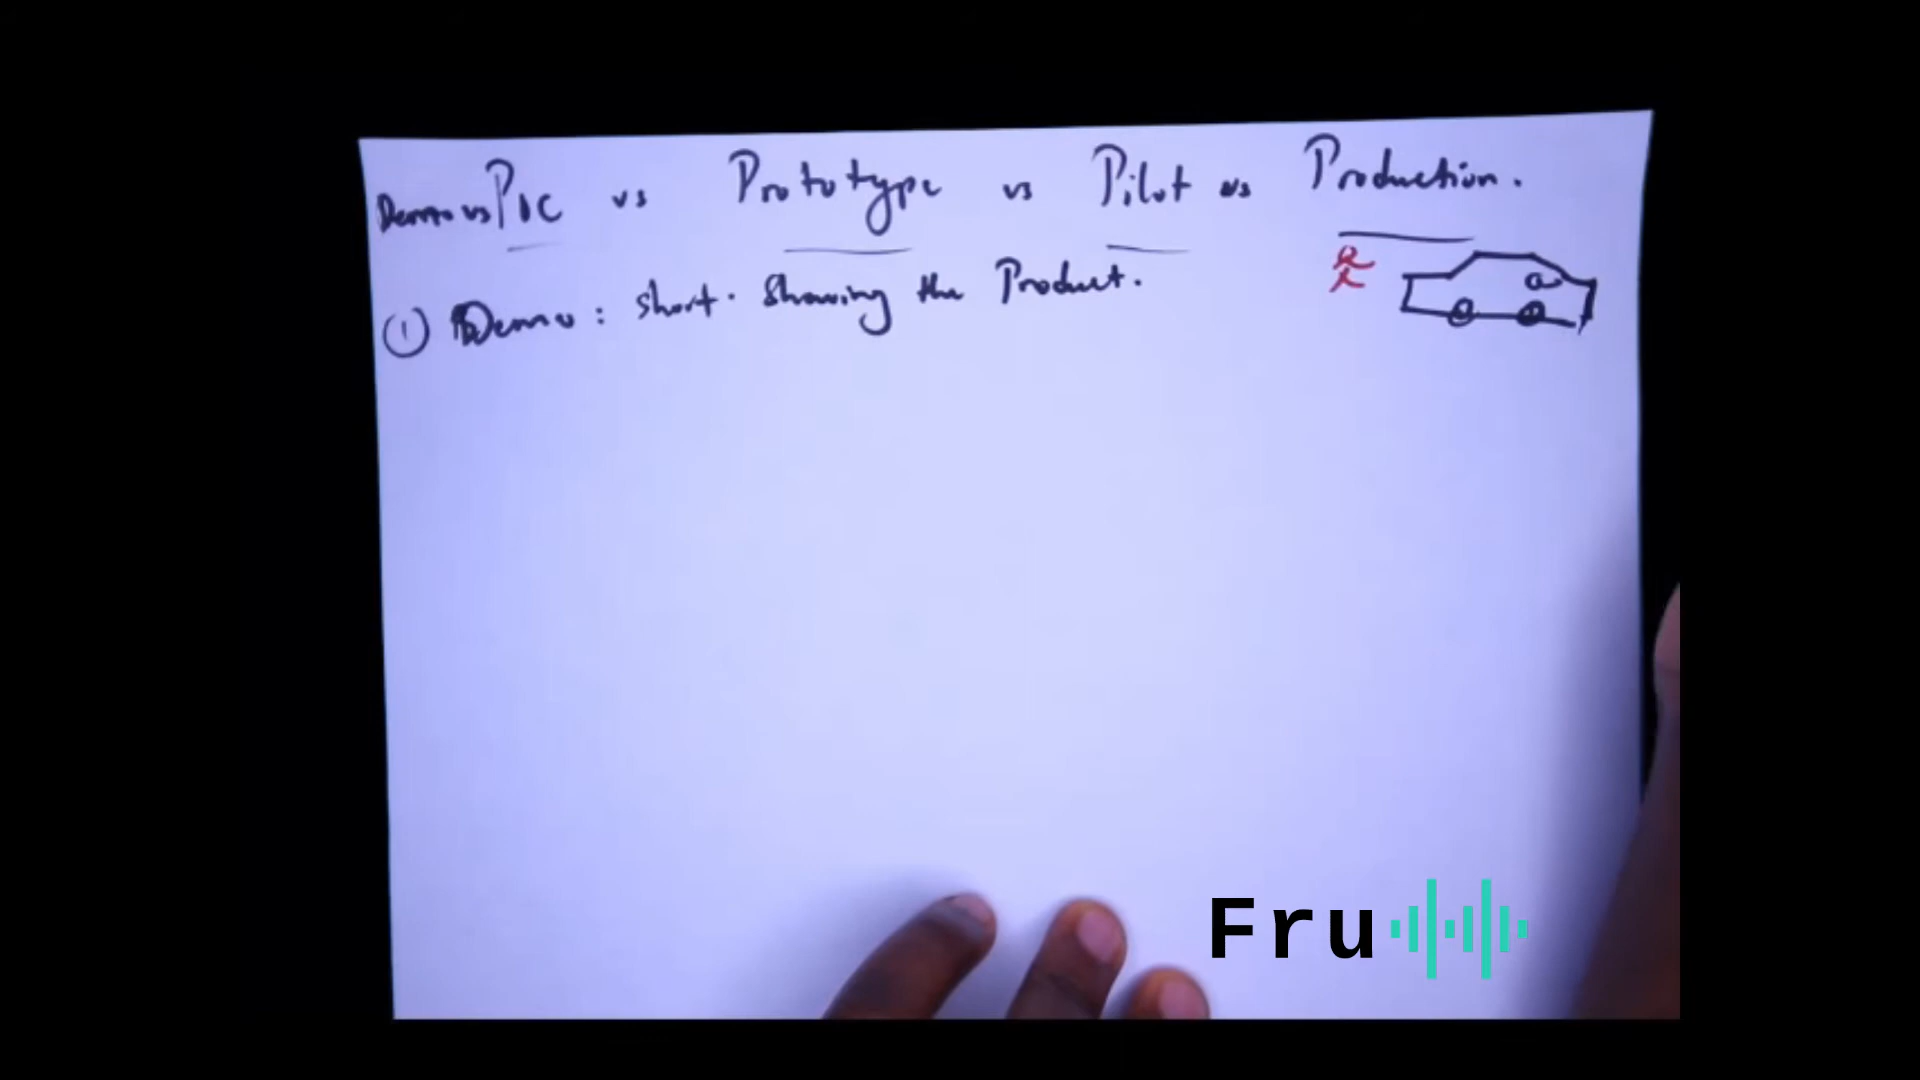 Demo vs POC vs Prototype vs Pilot vs Production.
① Demo: short. Showing the Product.
Fru